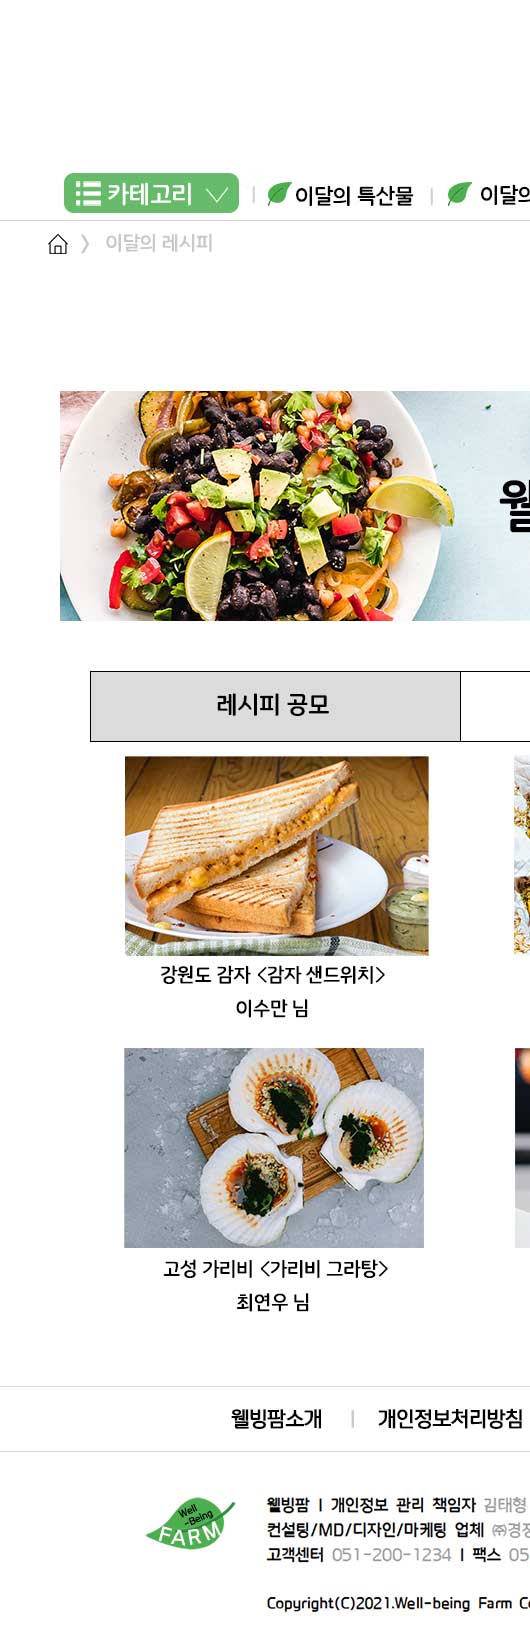 카테고리 | 이달의 특산물 | 이달의
〉 이달의 레시피
웰
레시피 공모
강원도 감자 <감자 샌드위치>
이수만 님
고성 가리비 <가리비 그라탕>
최연우 님
웰빙팜소개 | 개인정보처리방침
Well
-Being
FARM
웰빙팜 | 개인정보 관리 책임자 김태형
컨설팅/MD/디자인/마케팅 업체 ㈜경정
고객센터 051-200-1234 | 팩스 05
Copyright(C)2021.Well-being Farm Co